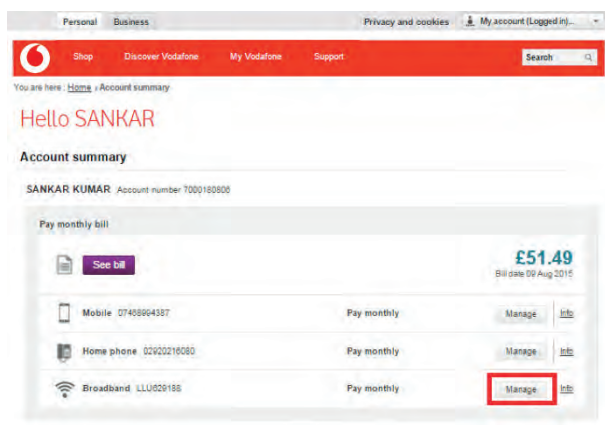 Personal Business Privacy and cookies My account (Logged in)...
Shop Discover Vodafone My Vodafone Support Search
You are here : Home › Account summary
Hello SANKAR
Account summary
SANKAR KUMAR Account number 7000180806
Pay monthly bill
See bill £51.49
Bill date 09 Aug 2015
Mobile 07468994387 Pay monthly Manage Info
Home phone 02920216080 Pay monthly Manage Info
Broadband LLU629188 Pay monthly Manage Info